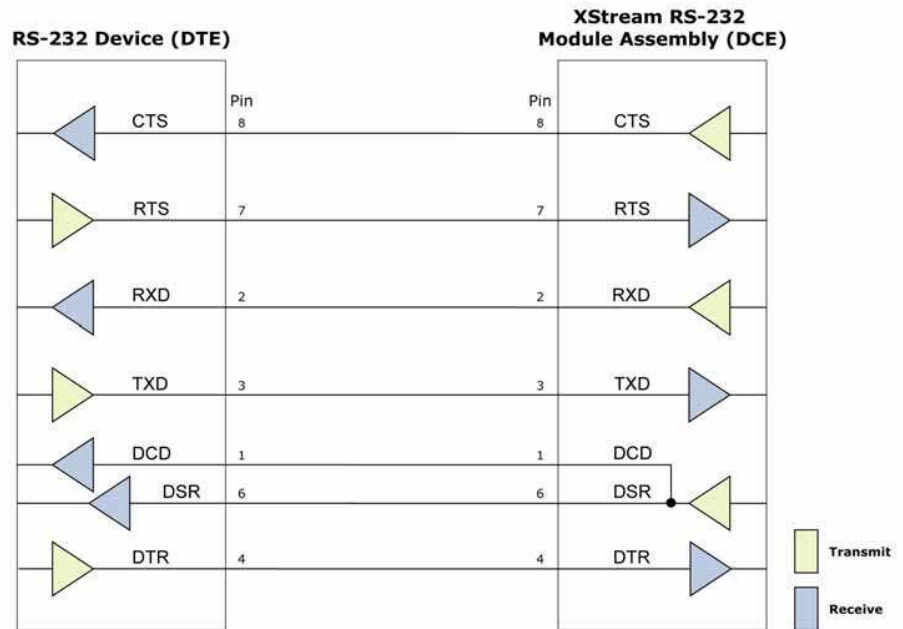 RS-232 Device (DTE)
XStream RS-232
Module Assembly (DCE)
Pin
Pin
CTS
8
8
CTS
RTS
7
7
RTS
RXD
2
2
RXD
TXD
3
3
TXD
DCD
1
1
DCD
DSR
6
6
DSR
DTR
4
4
DTR
Transmit
Receive